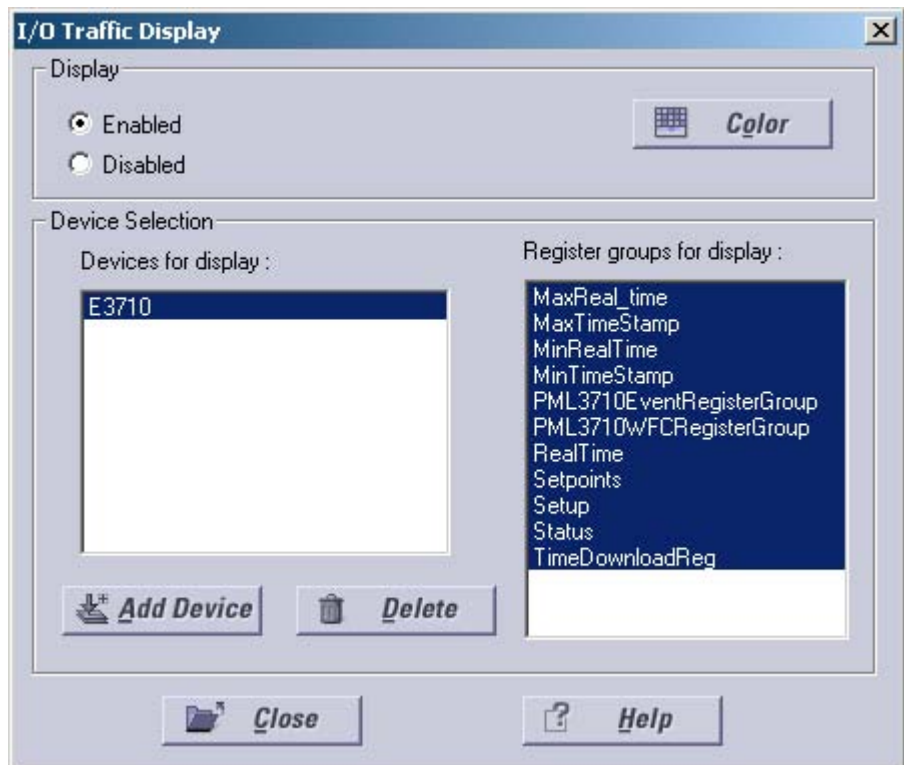 I/O Traffic Display
Display
Enabled
Disabled
Color
Device Selection
Devices for display :
E3710
Register groups for display :
MaxReal_time
MaxTimeStamp
MinRealTime
MinTimeStamp
PML3710EventRegisterGroup
PML3710WFCRegisterGroup
RealTime
Setpoints
Setup
Status
TimeDownloadReg
Add Device
Delete
Close
Help